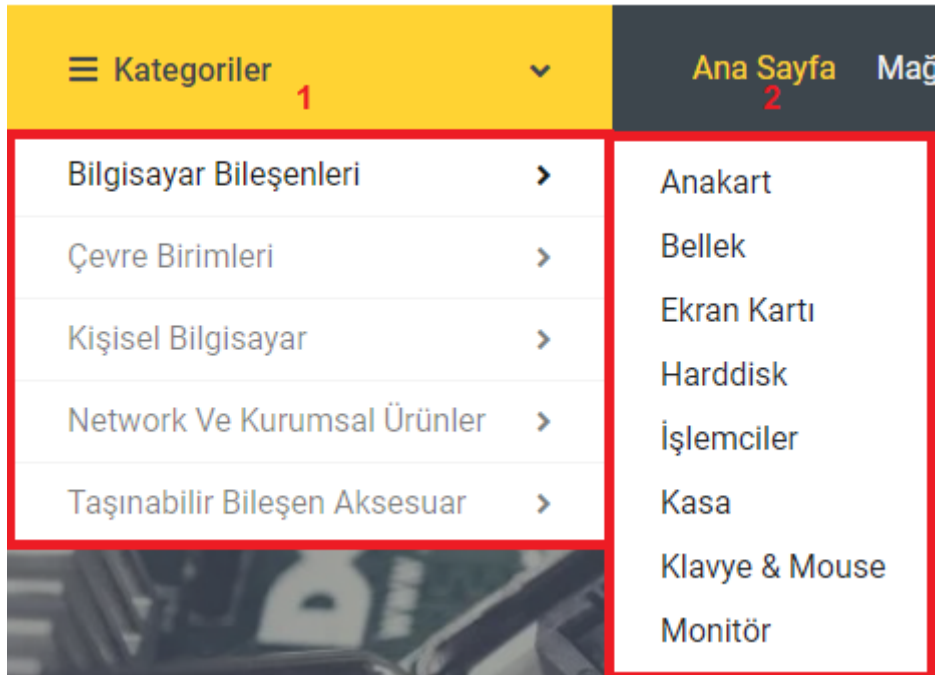 Kategoriler
1
Ana Sayfa
2
Bilgisayar Bileşenleri
Çevre Birimleri
Kişisel Bilgisayar
Network Ve Kurumsal Ürünler
Taşınabilir Bileşen Aksesuar
Anakart
Bellek
Ekran Kartı
Harddisk
İşlemciler
Kasa
Klavye & Mouse
Monitör
www